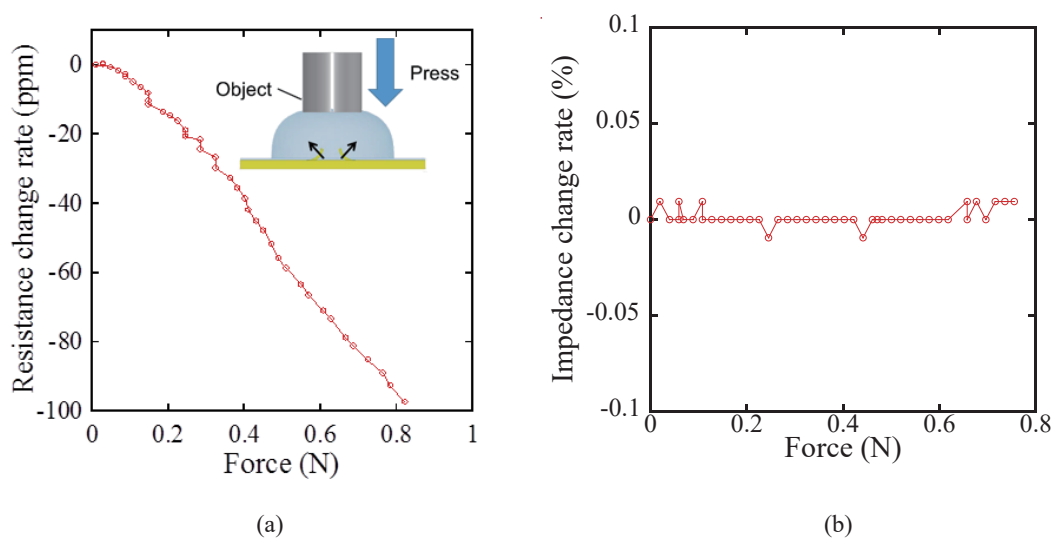 Resistance change rate (ppm)
0
-20
-40
-60
-80
-100
0 0.2 0.4 0.6 0.8 1
Force (N)
Object
Press
(a)
Impedance change rate (%)
0.1
0.05
0
-0.05
-0.1
0 0.2 0.4 0.6 0.8
Force (N)
(b)